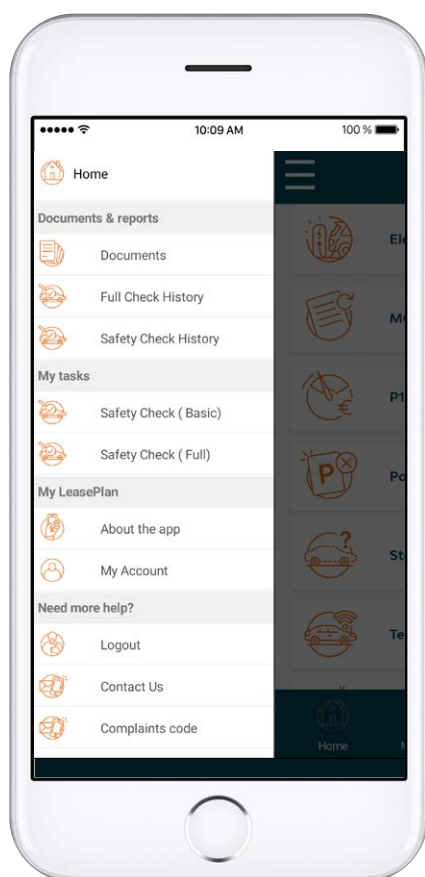 10:09 AM
100 %
Home
Documents & reports
Documents
Full Check History
Safety Check History
My tasks
Safety Check ( Basic)
Safety Check ( Full)
My LeasePlan
About the app
My Account
Need more help?
Logout
Contact Us
Complaints code
P
€
?
Home